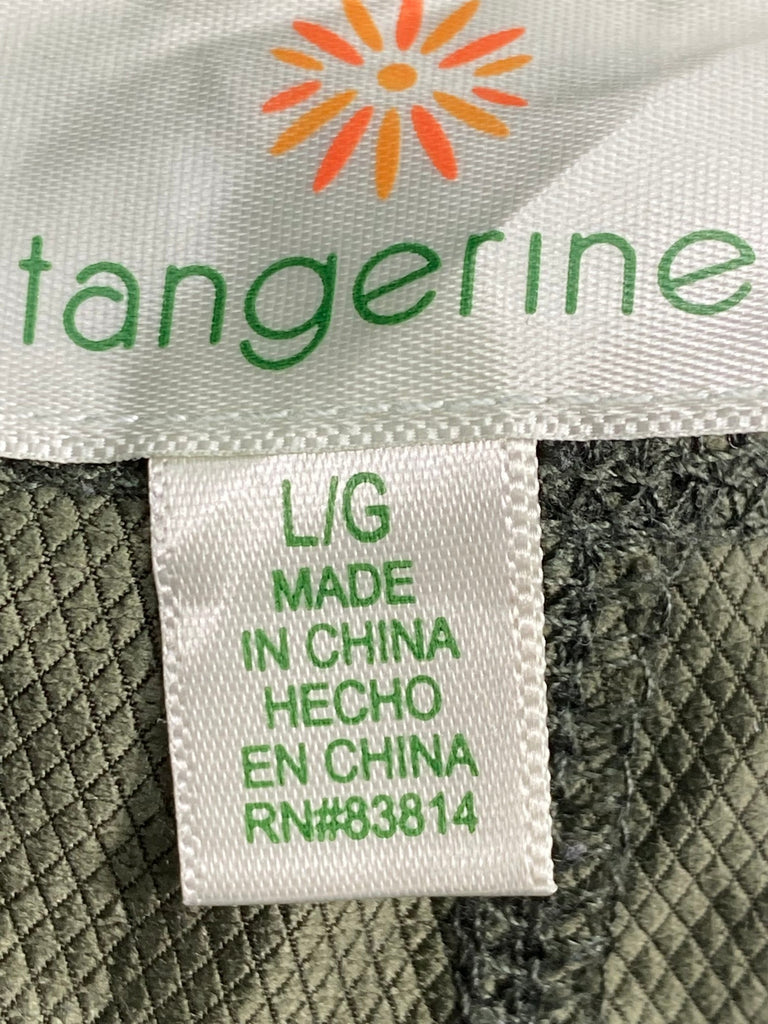 tangerine
L/G
MADE
IN CHINA
HECHO
EN CHINA
RN#83814